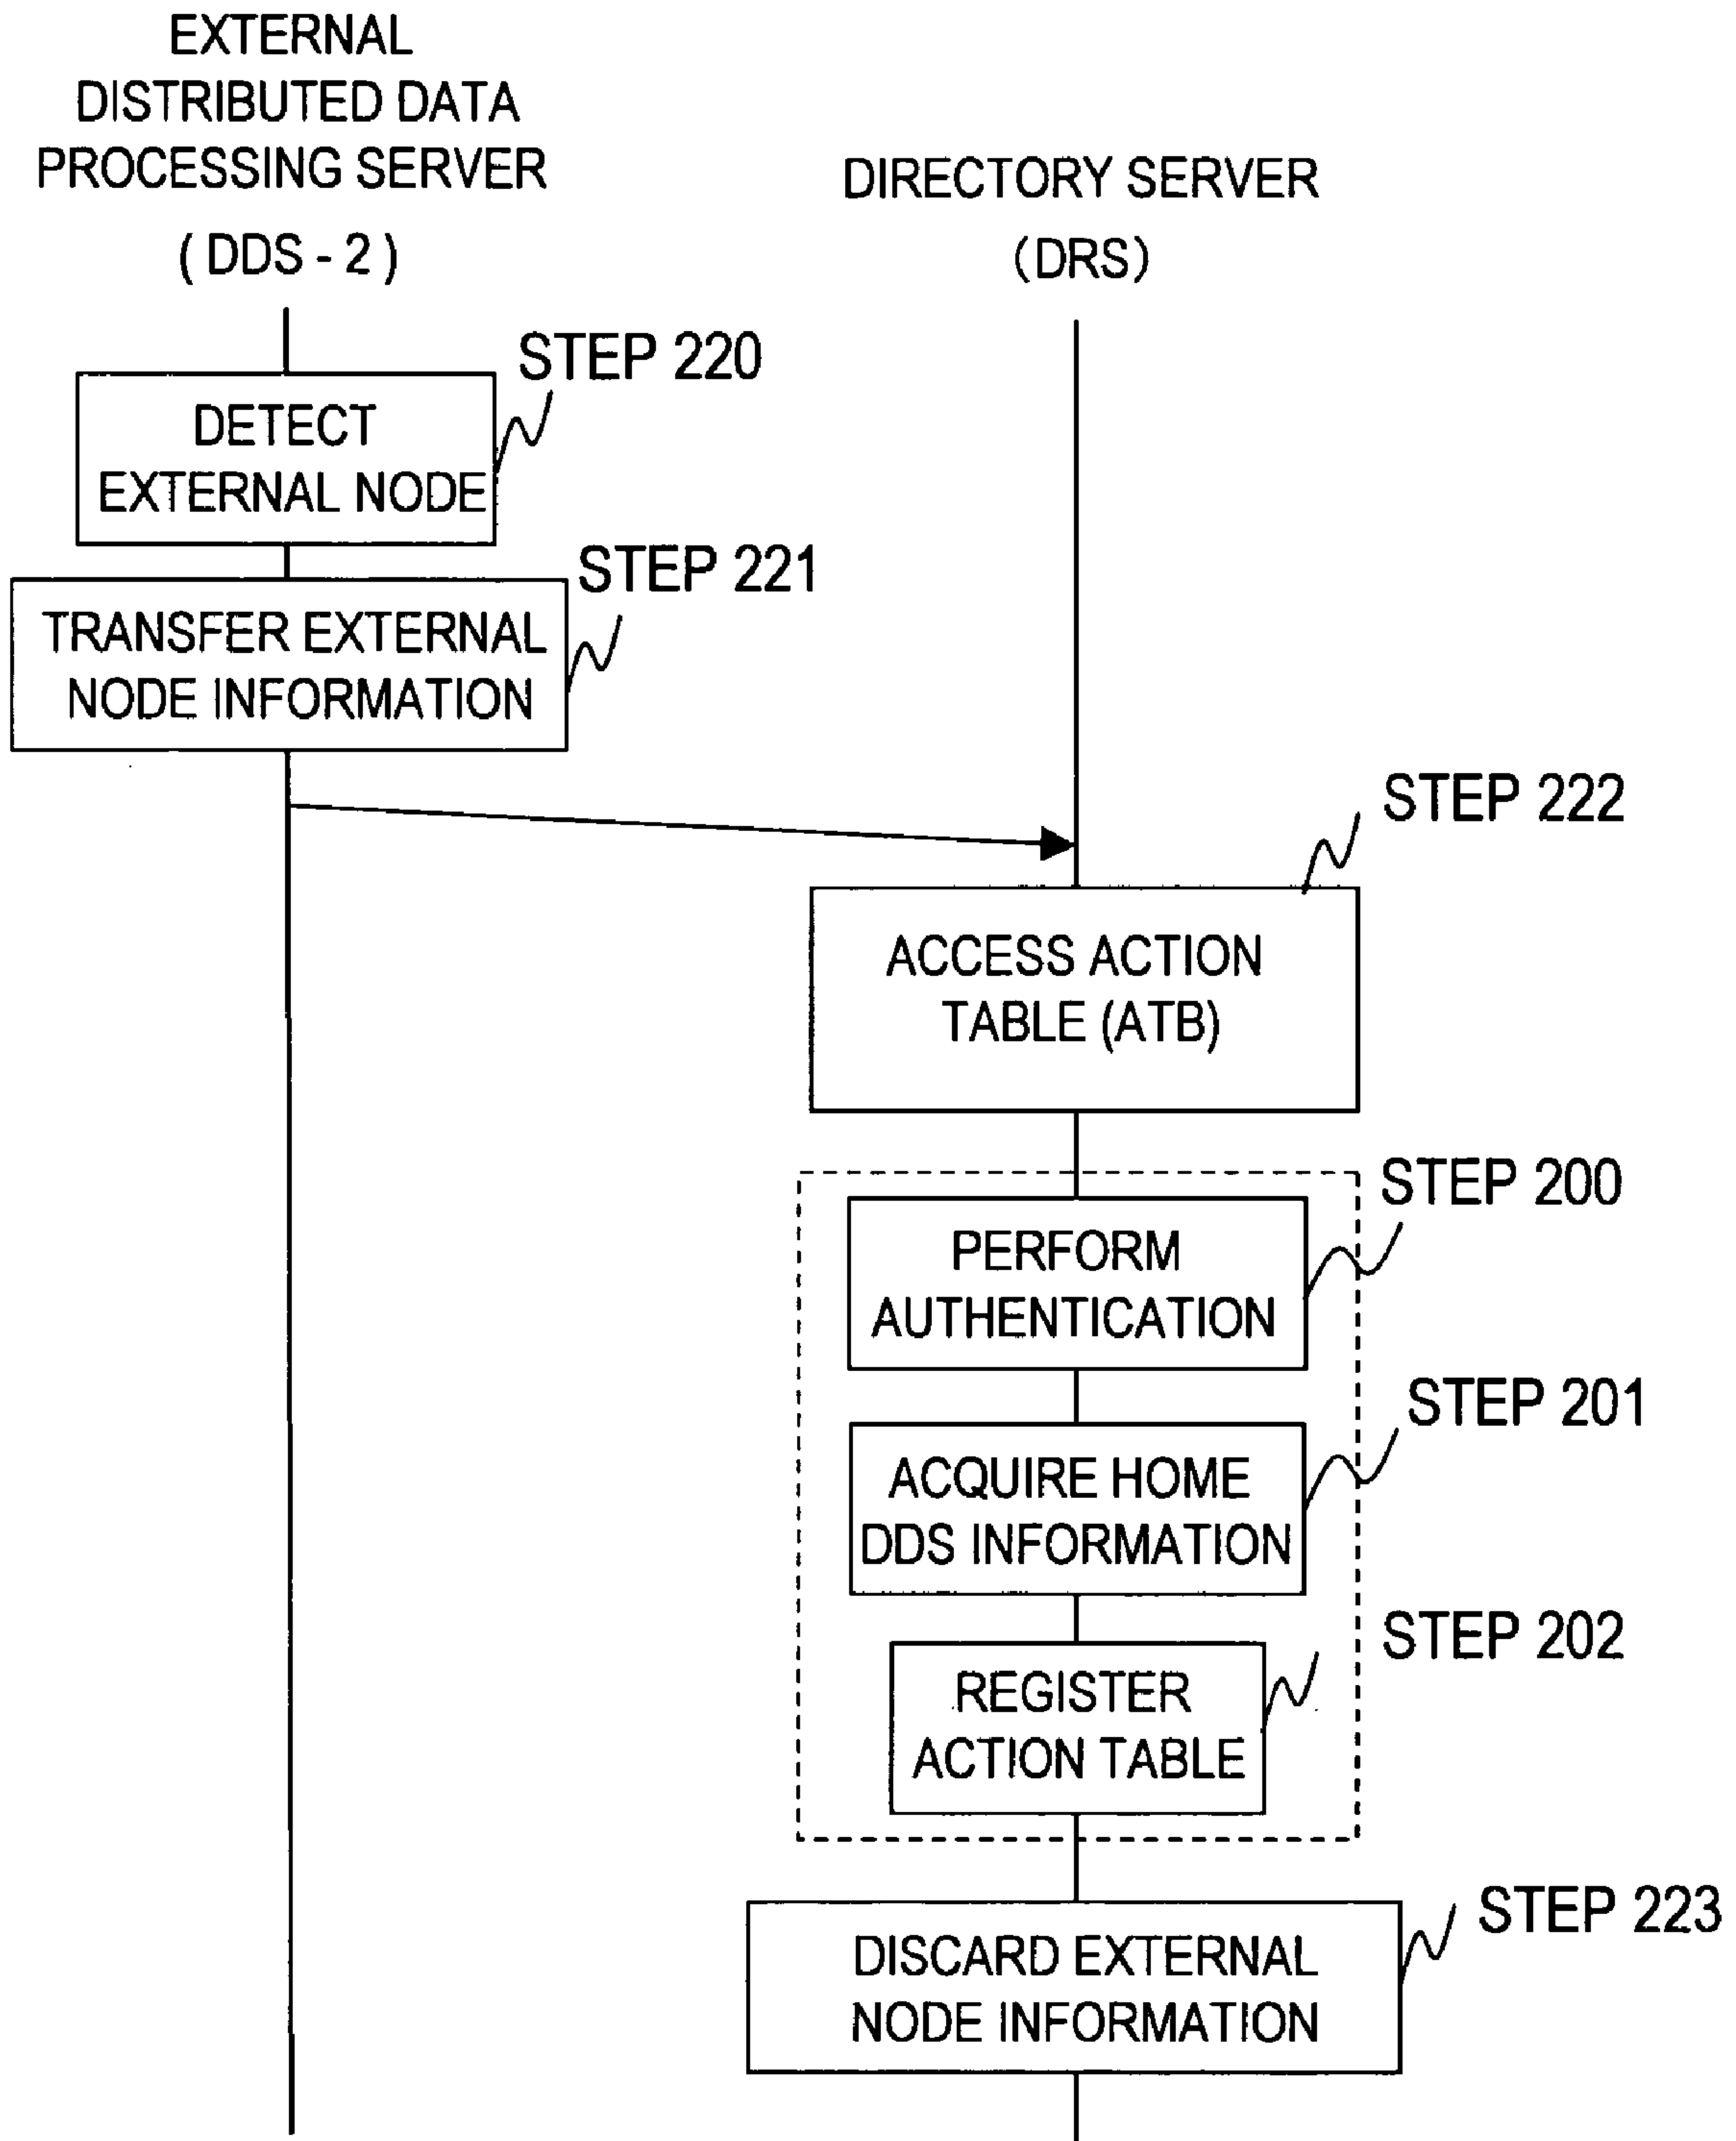 EXTERNAL
DISTRIBUTED DATA
PROCESSING SERVER
( DDS - 2 )
DIRECTORY SERVER
(DRS)
STEP 220
DETECT
EXTERNAL NODE
STEP 221
TRANSFER EXTERNAL
NODE INFORMATION
STEP 222
ACCESS ACTION
TABLE (ATB)
STEP 200
PERFORM
AUTHENTICATION
STEP 201
ACQUIRE HOME
DDS INFORMATION
STEP 202
REGISTER
ACTION TABLE
STEP 223
DISCARD EXTERNAL
NODE INFORMATION